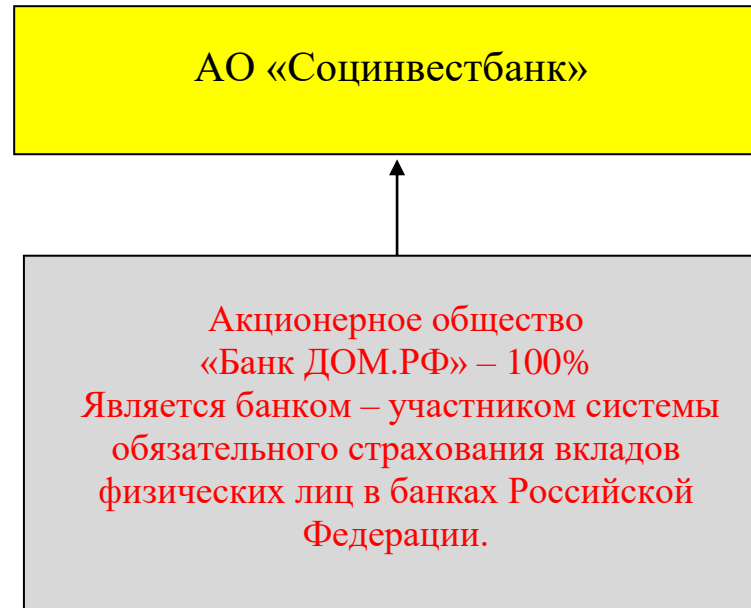 АО «Социнвестбанк»
Акционерное общество
«Банк ДОМ.РФ» – 100%
Является банком – участником системы
обязательного страхования вкладов
физических лиц в банках Российской
Федерации.